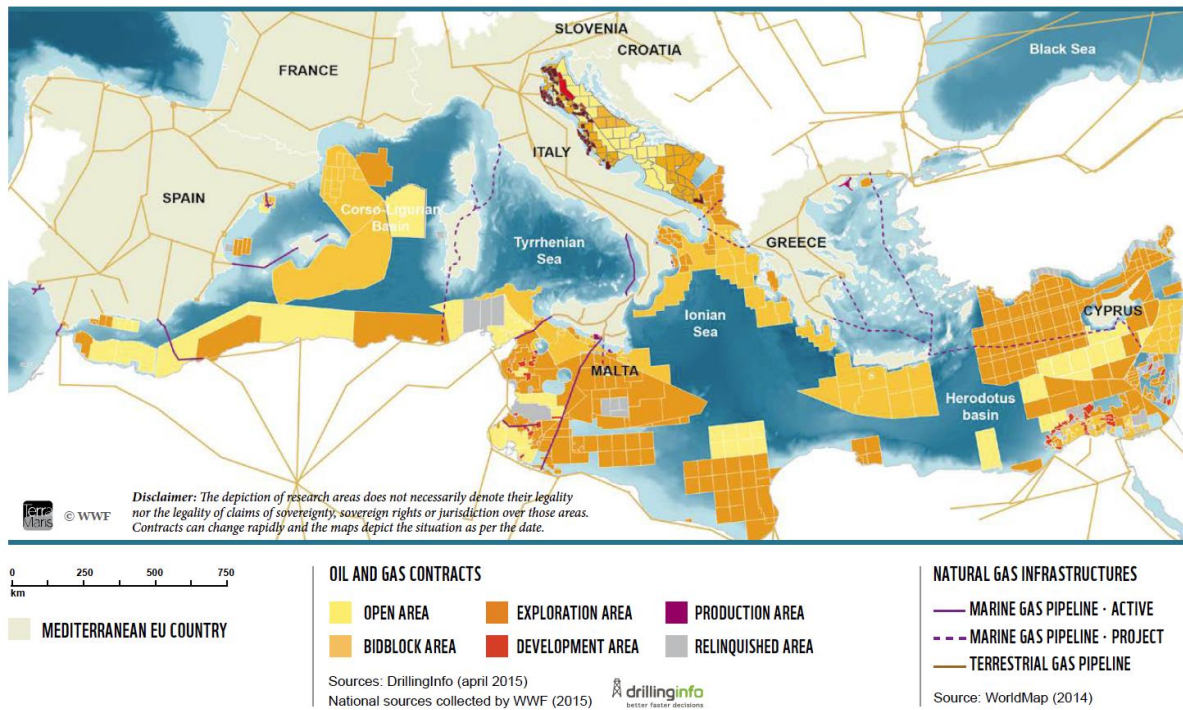 SLOVENIA
CROATIA
Black Sea
FRANCE
ITALY
SPAIN
Corso-Ligurian
Basin
Tyrrhenian
Sea
GREECE
Ionian
Sea
CYPRUS
MALTA
Herodotus
basin
Terra
Maris
© WWF
Disclaimer: The depiction of research areas does not necessarily denote their legality
nor the legality of claims of sovereignty, sovereign rights or jurisdiction over those areas.
Contracts can change rapidly and the maps depict the situation as per the date.
0 250 500 750
km
MEDITERRANEAN EU COUNTRY
OIL AND GAS CONTRACTS
OPEN AREA
EXPLORATION AREA
PRODUCTION AREA
BIDBLOCK AREA
DEVELOPMENT AREA
RELINQUISHED AREA
Sources: DrillingInfo (april 2015)
National sources collected by WWF (2015)
drillinginfo
better faster decisions
NATURAL GAS INFRASTRUCTURES
MARINE GAS PIPELINE · ACTIVE
MARINE GAS PIPELINE · PROJECT
TERRESTRIAL GAS PIPELINE
Source: WorldMap (2014)